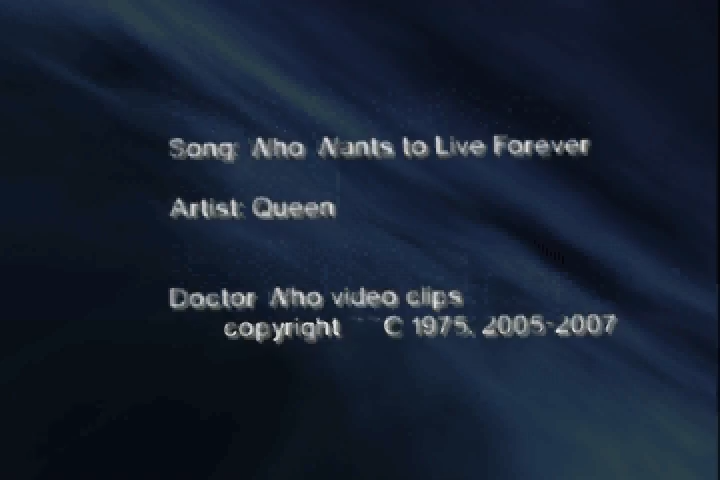 Song: Who Wants to Live Forever
Artist: Queen
Doctor Who video clips
copyright C 1975, 2005-2007